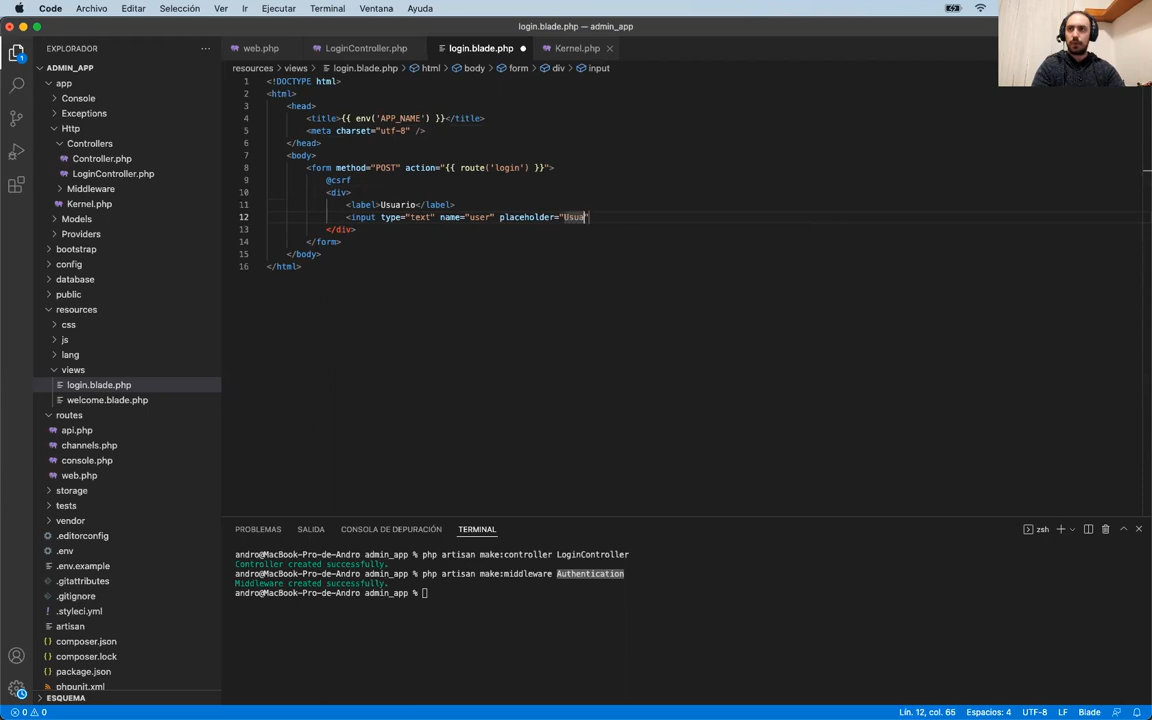 Code Archivo Editar Selección Ver Ir Ejecutar Terminal Ventana Ayuda
login.blade.php — admin_app
EXPLORADOR ...
web.php LoginController.php login.blade.php Kernel.php
resources > views > login.blade.php > html > body > form > div > input
ADMIN_APP
app
Console
Exceptions
Http
Controllers
Controller.php
LoginController.php
Middleware
Kernel.php
Models
Providers
bootstrap
config
database
public
resources
css
js
lang
views
login.blade.php
welcome.blade.php
routes
api.php
channels.php
console.php
web.php
storage
tests
vendor
.editorconfig
.env
.env.example
.gitattributes
.gitignore
.styleci.yml
artisan
composer.json
composer.lock
package.json
phpunit.xml
ESQUEMA
1 <!DOCTYPE html>
2 <html>
3 <head>
4 <title>{{ env('APP_NAME') }}</title>
5 <meta charset="utf-8" />
6 </head>
7 <body>
8 <form method="POST" action="{{ route('login') }}">
9 @csrf
10 <div>
11 <label>Usuario</label>
12 <input type="text" name="user" placeholder="Usua"
13 </div>
14 </form>
15 </body>
16 </html>
PROBLEMAS SALIDA CONSOLA DE DEPURACIÓN TERMINAL
zsh
andro@MacBook-Pro-de-Andro admin_app % php artisan make:controller LoginController
Controller created successfully.
andro@MacBook-Pro-de-Andro admin_app % php artisan make:middleware Authentication
Middleware created successfully.
andro@MacBook-Pro-de-Andro admin_app %
0 0
Lín. 12, col. 65 Espacios: 4 UTF-8 LF Blade